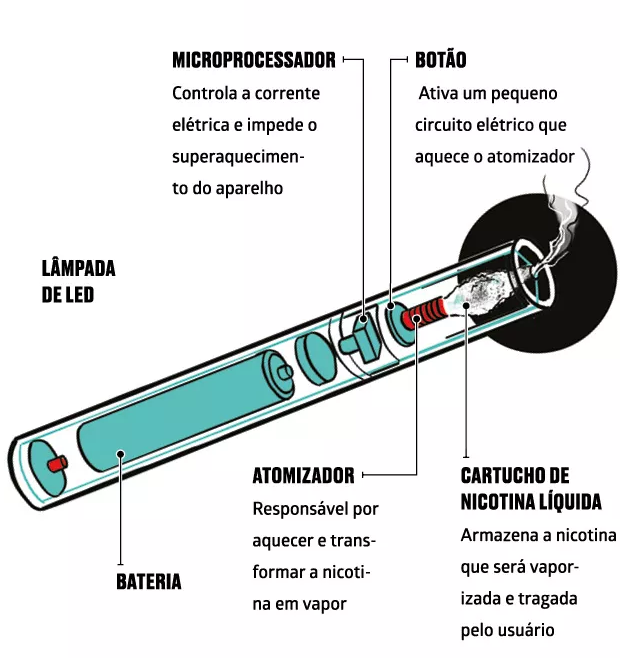 MICROPROCESSADOR
Controla a corrente
elétrica e impede o
superaquecimen-
to do aparelho
BOTÃO
Ativa um pequeno
circuito elétrico que
aquece o atomizador
LÂMPADA
DE LED
ATOMIZADOR
Responsável por
aquecer e trans-
formar a nicoti-
na em vapor
CARTUCHO DE
NICOTINA LÍQUIDA
Armazena a nicotina
que será vapor-
izada e tragada
pelo usuário
BATERIA